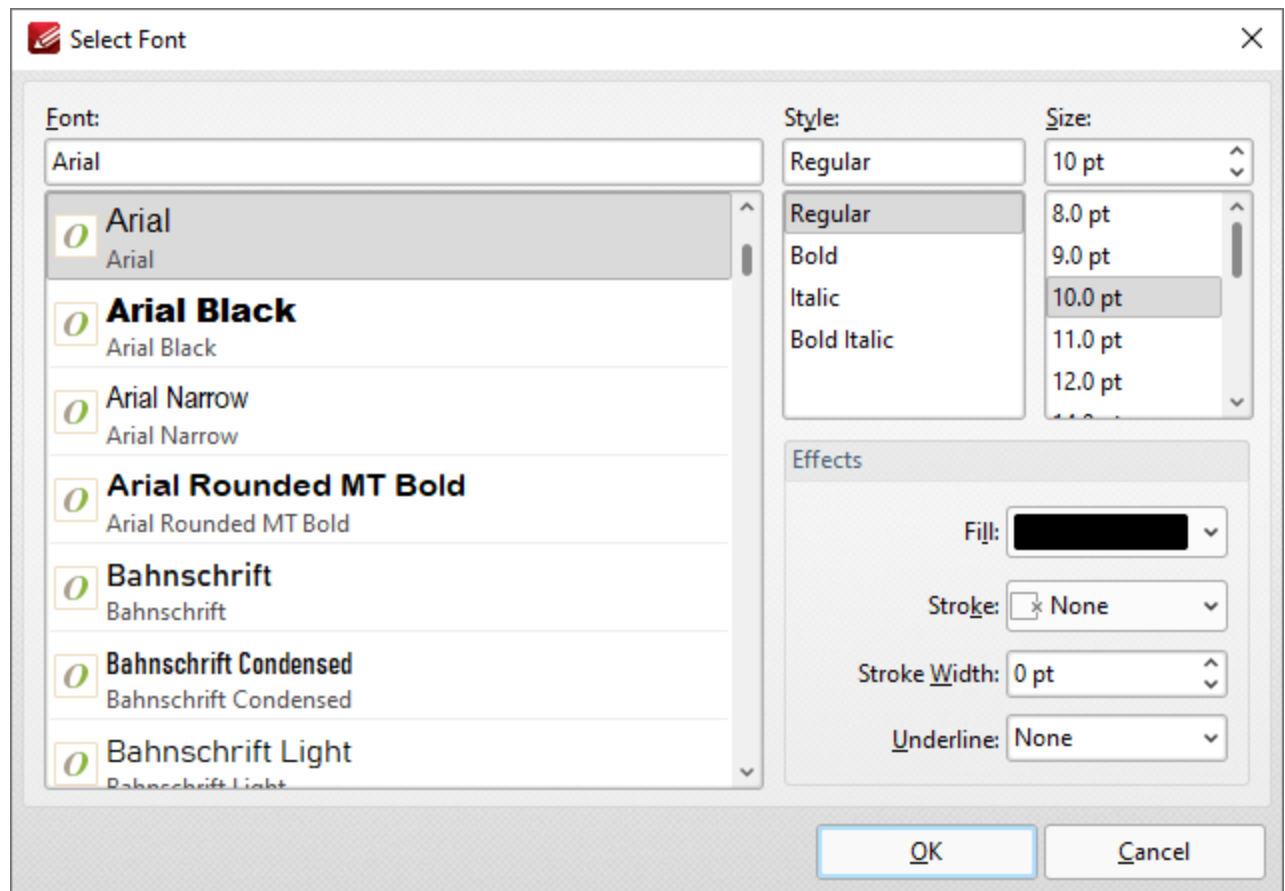 Select Font
Font:
Arial
Arial
Arial
Arial Black
Arial Black
Arial Narrow
Arial Narrow
Arial Rounded MT Bold
Arial Rounded MT Bold
Bahnschrift
Bahnschrift
Bahnschrift Condensed
Bahnschrift Condensed
Bahnschrift Light
Bahnschrift Light
Style:
Regular
Regular
Bold
Italic
Bold Italic
Size:
10 pt
8.0 pt
9.0 pt
10.0 pt
11.0 pt
12.0 pt
Effects
Fill:
Stroke: None
Stroke Width: 0 pt
Underline: None
OK
Cancel